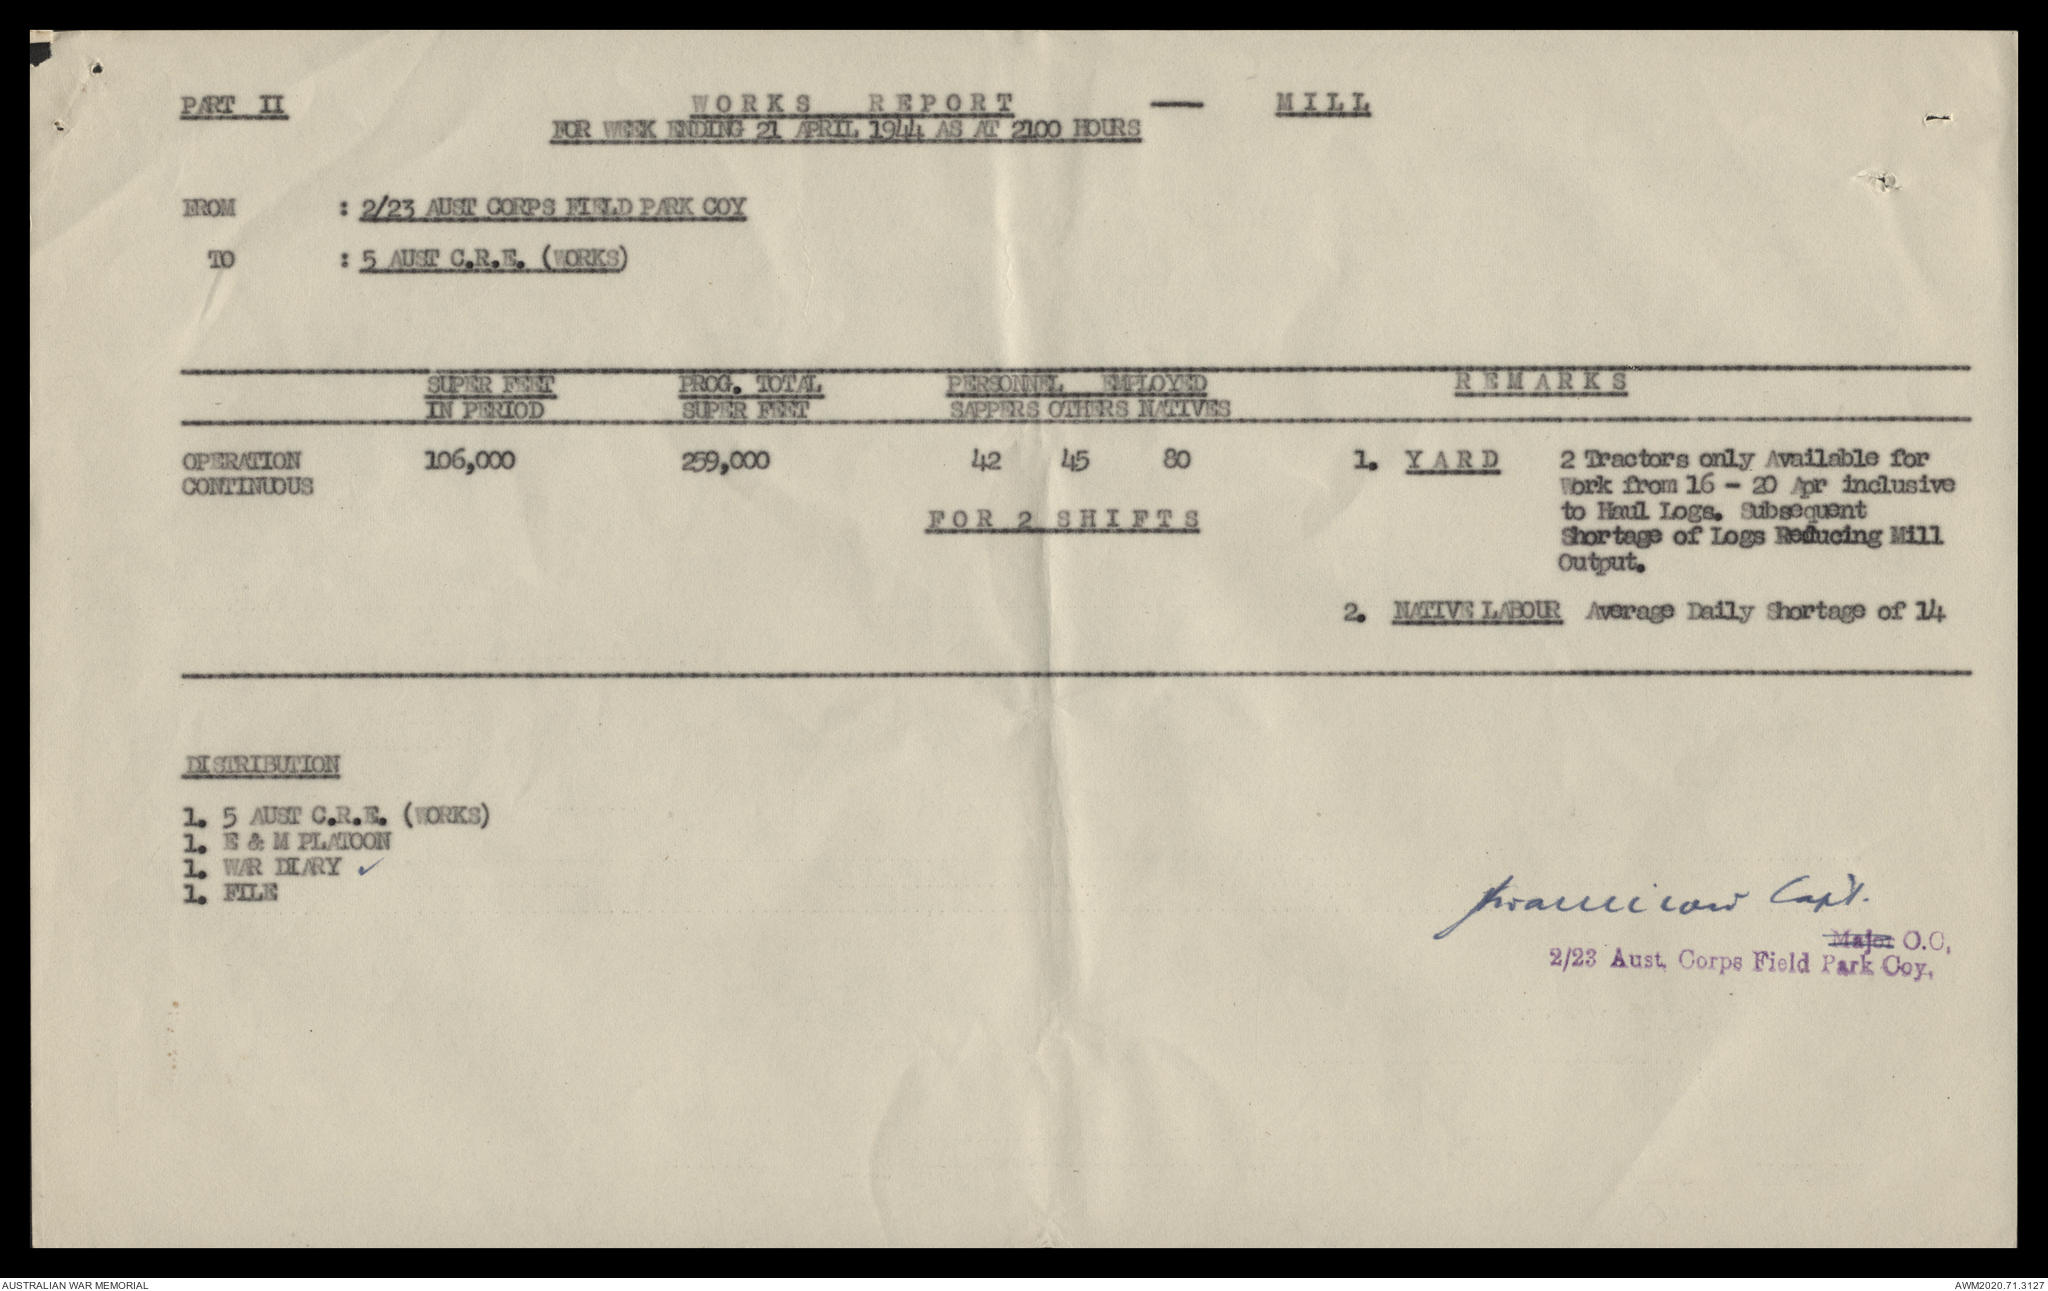 PART II WORKS REPORT — MILL
FOR WEEK ENDING 21 APRIL 1944 AS AT 2100 HOURS
FROM : 2/23 AUST CORPS FIELD PARK COY
TO : 5 AUST C.R.E. (WORKS)
SUPER FEET PROG. TOTAL PERSONNEL EMPLOYED REMARKS
IN PERIOD SUPER FEET SAPPERS OTHERS NATIVES
OPERATION 106,000 259,000 42 45 80 1. YARD 2 Tractors only Available for
CONTINUOUS Work from 16 - 20 Apr inclusive
FOR 2 SHIFTS to Haul Logs. Subsequent
Shortage of Logs Reducing Mill
Output.
2. NATIVE LABOUR Average Daily Shortage of 14
DISTRIBUTION
1. 5 AUST C.R.E. (WORKS)
1. E & M PLATOON
1. WAR DIARY ✓
1. FILE
Capt.
Major O.C,
2/23 Aust. Corps Field Park Coy,
AUSTRALIAN WAR MEMORIAL AWM2020.71.3127